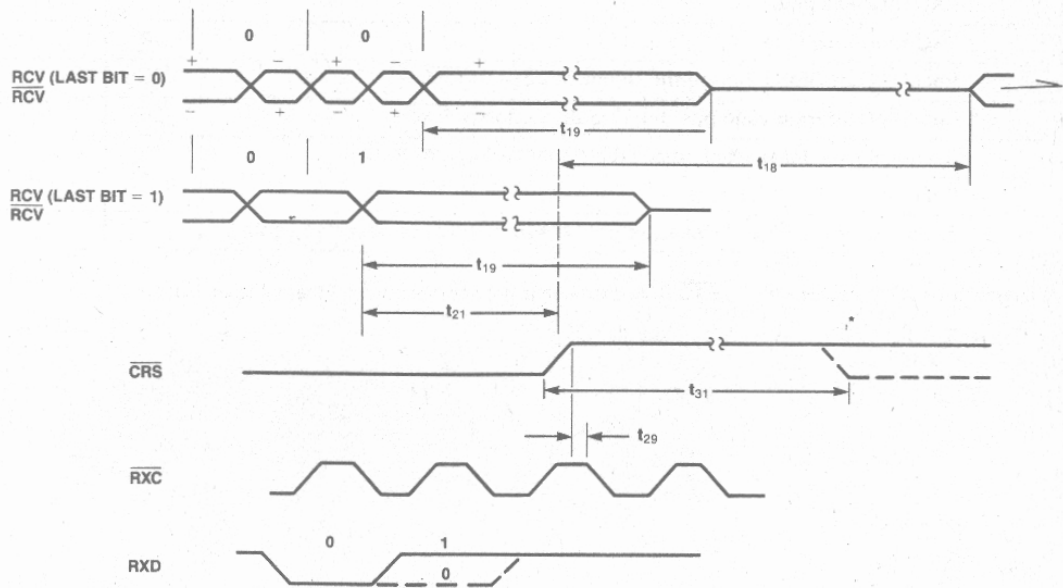 0 0
+ − + − +
RCV (LAST BIT = 0)
RCV
− + − + −
t19
0 1
t18
RCV (LAST BIT = 1)
RCV
t19
t21
CRS
t31
t29
RXC
0 1
RXD
0